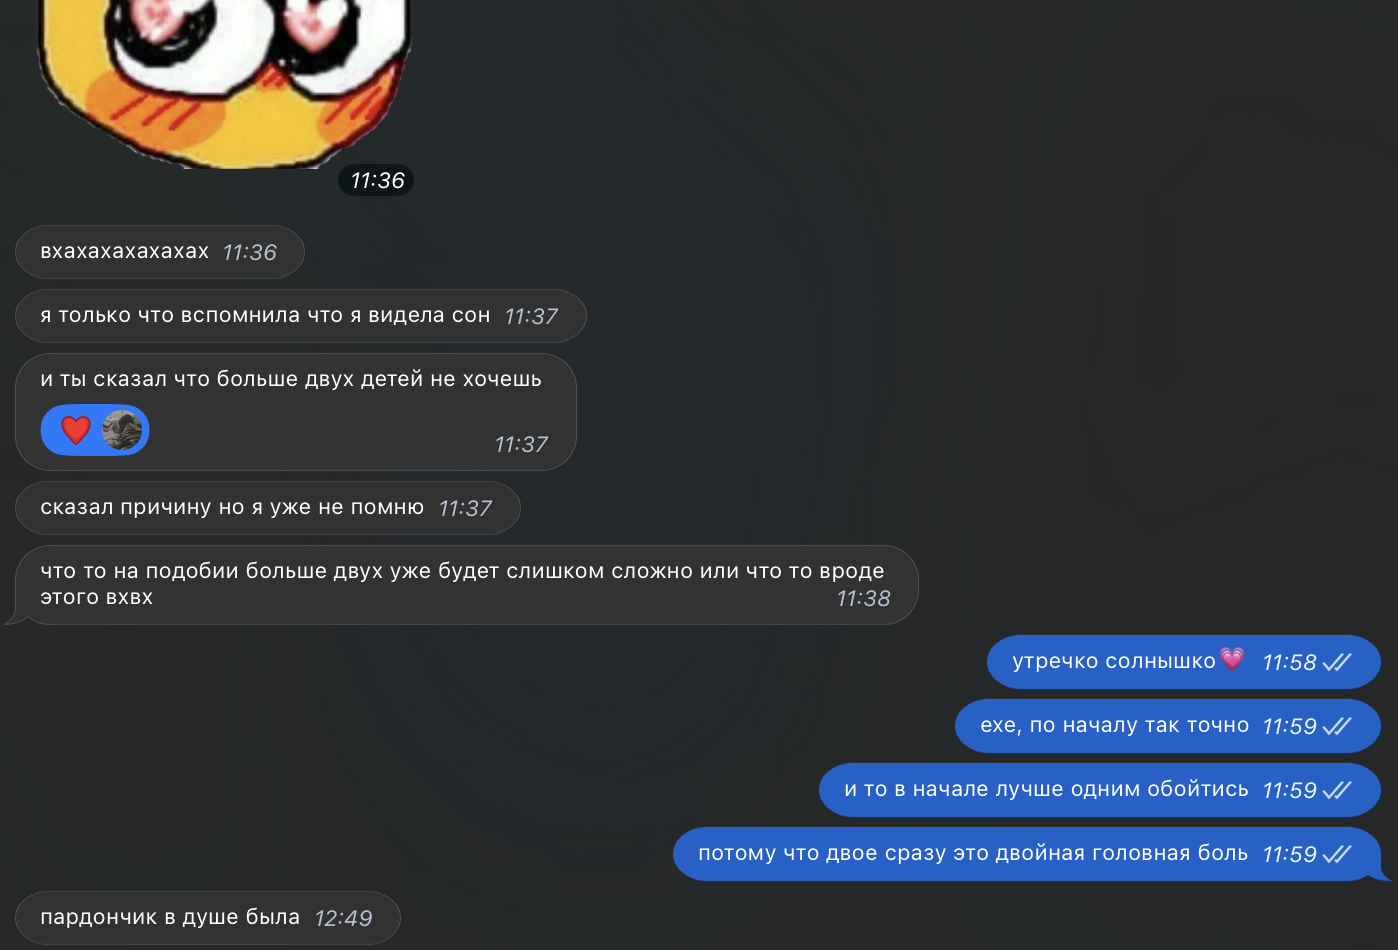 11:36
вхахахахахахах 11:36
я только что вспомнила что я видела сон 11:37
и ты сказал что больше двух детей не хочешь
❤️ 11:37
сказал причину но я уже не помню 11:37
что то на подобии больше двух уже будет слишком сложно или что то вроде
этого вхвх 11:38
утречко солнышко💗 11:58
ехе, по началу так точно 11:59
и то в начале лучше одним обойтись 11:59
потому что двое сразу это двойная головная боль 11:59
пардончик в душе была 12:49